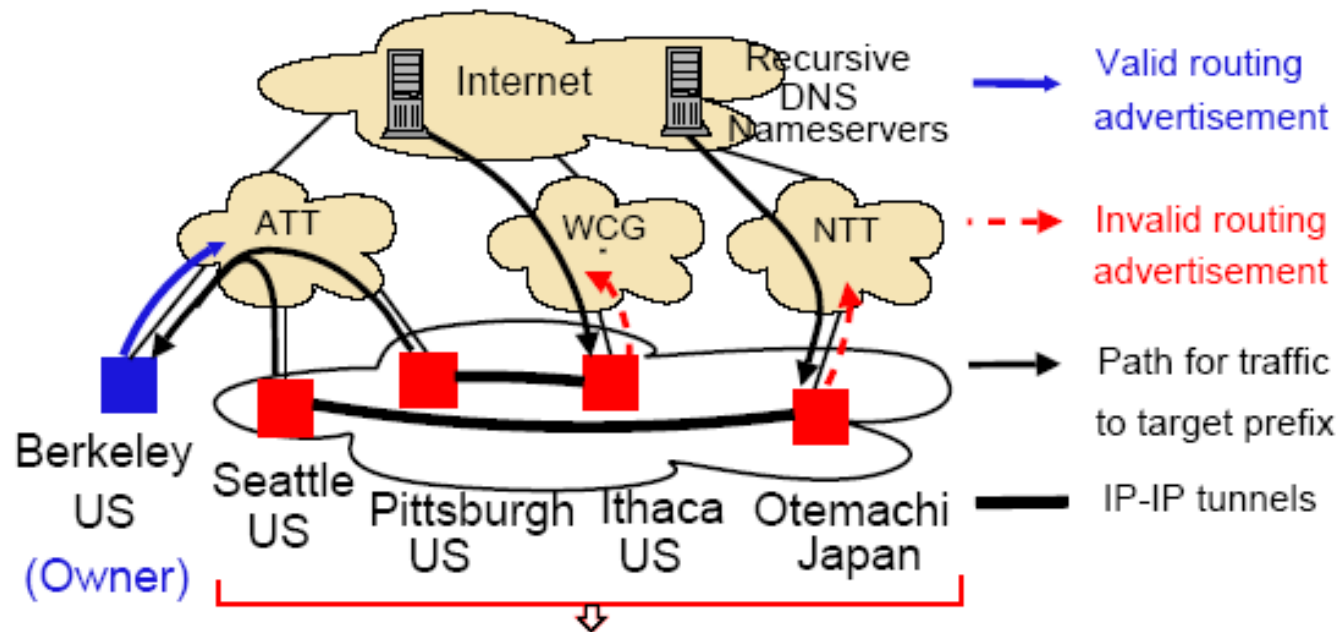 Internet
Recursive
DNS
Nameservers
Valid routing
advertisement
ATT
WCG
NTT
Invalid routing
advertisement
Path for traffic
to target prefix
IP-IP tunnels
Berkeley
US
(Owner)
Seattle
US
Pittsburgh
US
Ithaca
US
Otemachi
Japan